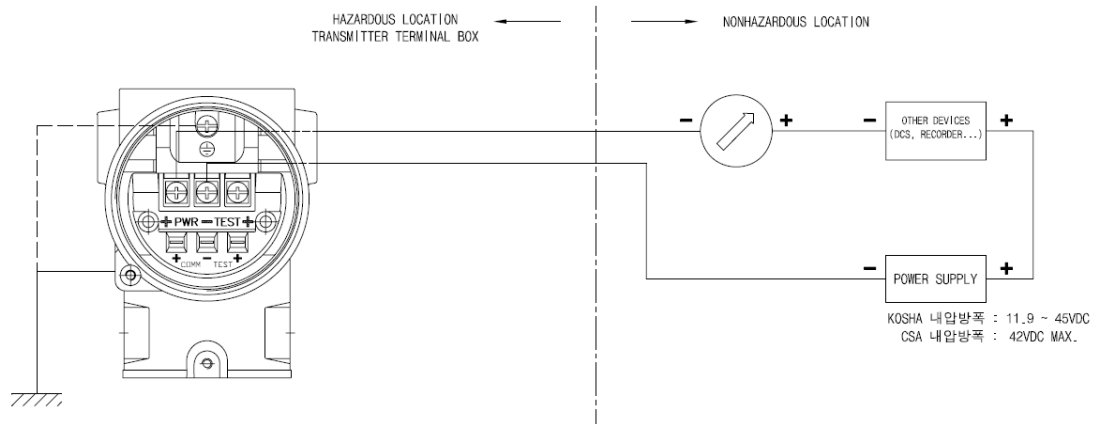 HAZARDOUS LOCATION
TRANSMITTER TERMINAL BOX
NONHAZARDOUS LOCATION
- +
- OTHER DEVICES +
(DCS, RECORDER...)
+ PWR - TEST +
+ - +
COMM TEST
- POWER SUPPLY +
KOSHA 내압방폭 : 11.9 ~ 45VDC
CSA 내압방폭 : 42VDC MAX.